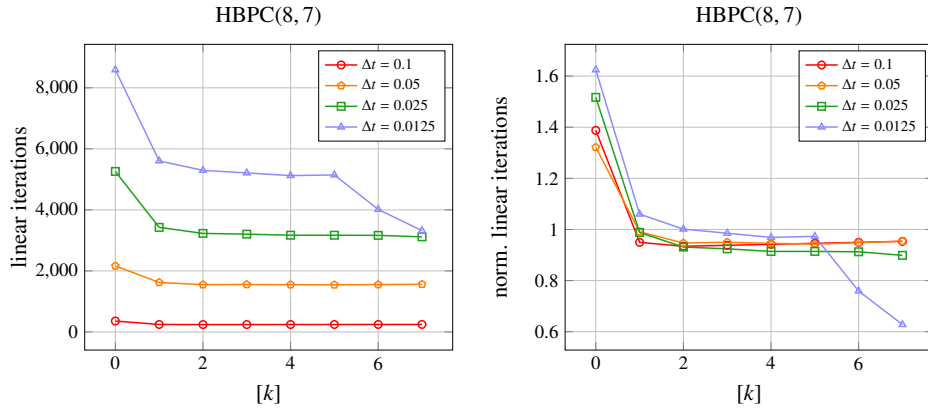 HBPC(8, 7)
8,000
6,000
4,000
2,000
0
0
2
4
6
linear iterations
[k]
Δt = 0.1
Δt = 0.05
Δt = 0.025
Δt = 0.0125
HBPC(8, 7)
1.6
1.4
1.2
1
0.8
0.6
0
2
4
6
norm. linear iterations
[k]
Δt = 0.1
Δt = 0.05
Δt = 0.025
Δt = 0.0125